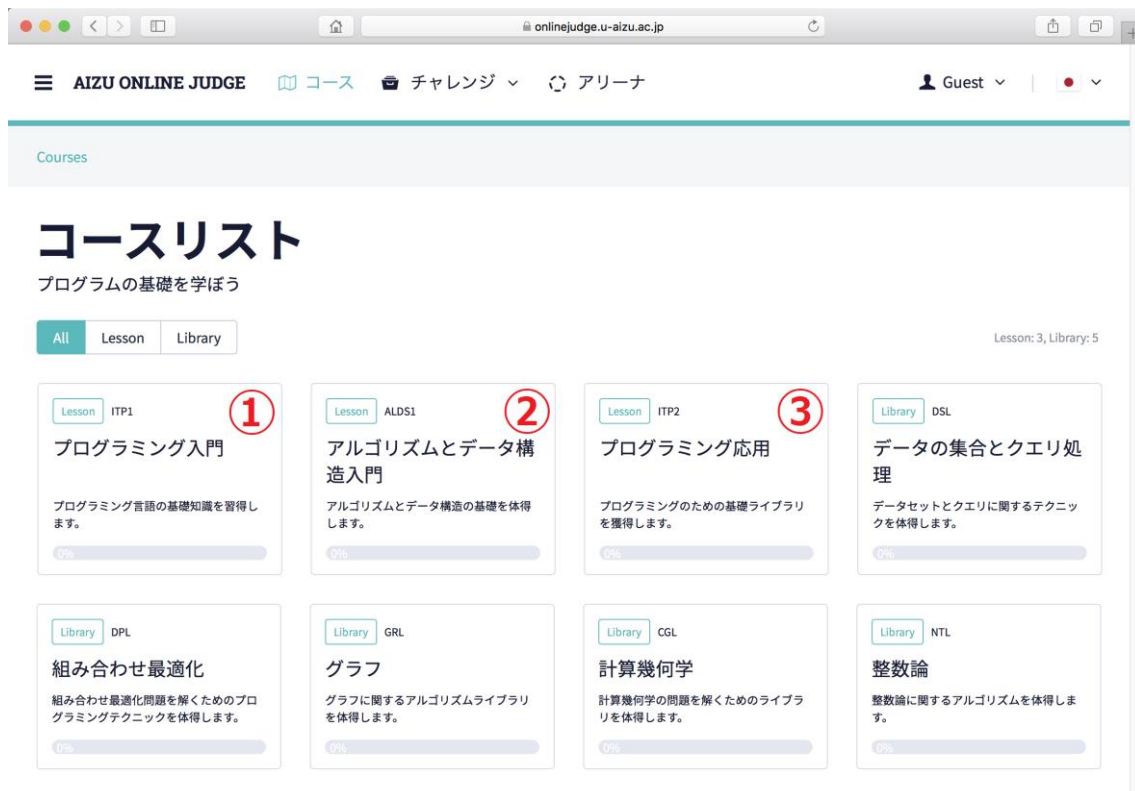 onlinejudge.u-aizu.ac.jp
AIZU ONLINE JUDGE コース チャレンジ アリーナ Guest
Courses
コースリスト
プログラムの基礎を学ぼう
All Lesson Library Lesson: 3, Library: 5
Lesson ITP1 ①
プログラミング入門
プログラミング言語の基礎知識を習得し
ます。
0%
Lesson ALDS1 ②
アルゴリズムとデータ構
造入門
アルゴリズムとデータ構造の基礎を体得
します。
0%
Lesson ITP2 ③
プログラミング応用
プログラミングのための基礎ライブラリ
を獲得します。
0%
Library DSL
データの集合とクエリ処
理
データセットとクエリに関するテクニッ
クを体得します。
0%
Library DPL
組み合わせ最適化
組み合わせ最適化問題を解くためのプロ
グラミングテクニックを体得します。
0%
Library GRL
グラフ
グラフに関するアルゴリズムライブラリ
を体得します。
0%
Library CGL
計算幾何学
計算幾何学の問題を解くためのライブラ
リを体得します。
0%
Library NTL
整数論
整数論に関するアルゴリズムを体得しま
す。
0%